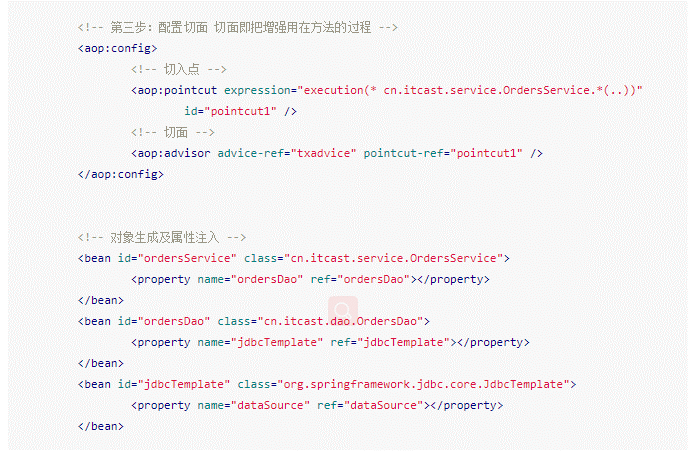 <!-- 第三步：配置切面 切面即把增强用在方法的过程 -->
<aop:config>
<!-- 切入点 -->
<aop:pointcut expression="execution(* cn.itcast.service.OrdersService.*(..))"
id="pointcut1" />
<!-- 切面 -->
<aop:advisor advice-ref="txadvice" pointcut-ref="pointcut1" />
</aop:config>
<!-- 对象生成及属性注入 -->
<bean id="ordersService" class="cn.itcast.service.OrdersService">
<property name="ordersDao" ref="ordersDao"></property>
</bean>
<bean id="ordersDao" class="cn.itcast.dao.OrdersDao">
<property name="jdbcTemplate" ref="jdbcTemplate"></property>
</bean>
<bean id="jdbcTemplate" class="org.springframework.jdbc.core.JdbcTemplate">
<property name="dataSource" ref="dataSource"></property>
</bean>